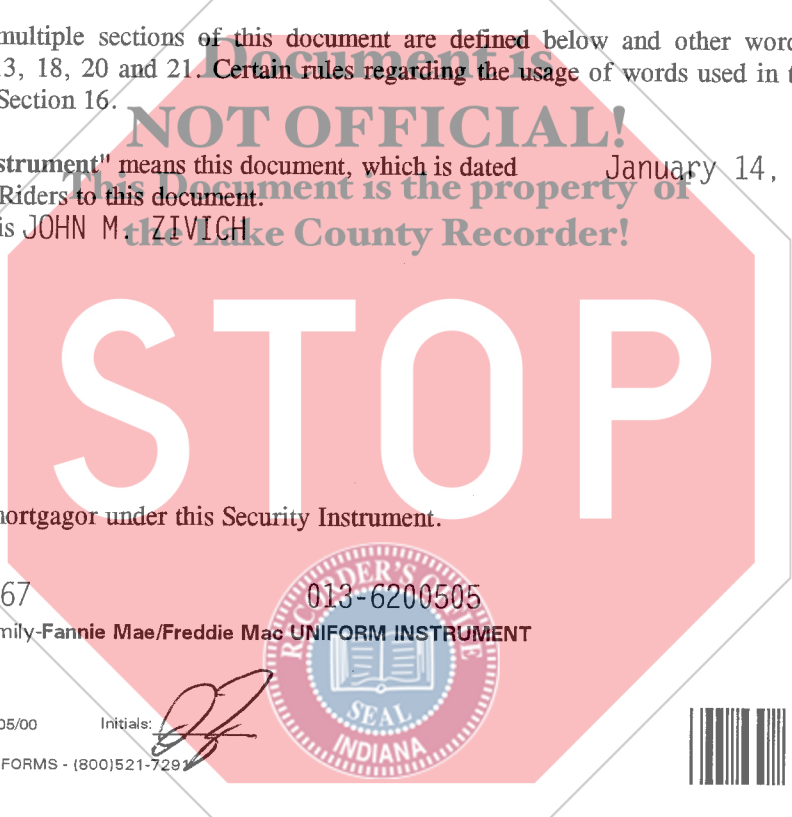 multiple sections of this document are defined below and other word
Document is
13, 18, 20 and 21. Certain rules regarding the usage of words used in t
Section 16.
NOT OFFICIAL!
strument" means this document, which is dated January 14,
This Document is the property of
Riders to this document.
is JOHN M. ZIVICH
the Lake County Recorder!
STOP
mortgagor under this Security Instrument.
67 013-6200505
mily-Fannie Mae/Freddie Mac UNIFORM INSTRUMENT
RECORDER'S OFFICE
SEAL
INDIANA
05/00 Initials:
FORMS - (800)521-7291